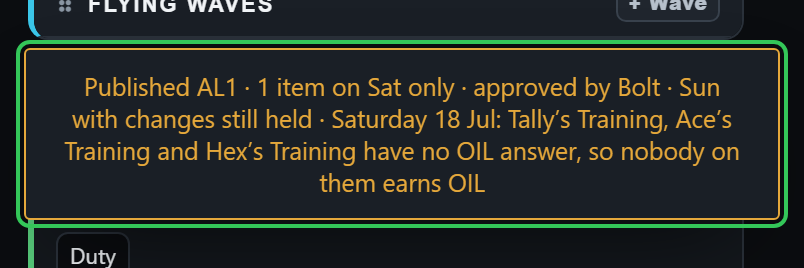 FLYING WAVES
+ Wave
Published AL1 · 1 item on Sat only · approved by Bolt · Sun
with changes still held · Saturday 18 Jul: Tally’s Training, Ace’s
Training and Hex’s Training have no OIL answer, so nobody on
them earns OIL
Duty